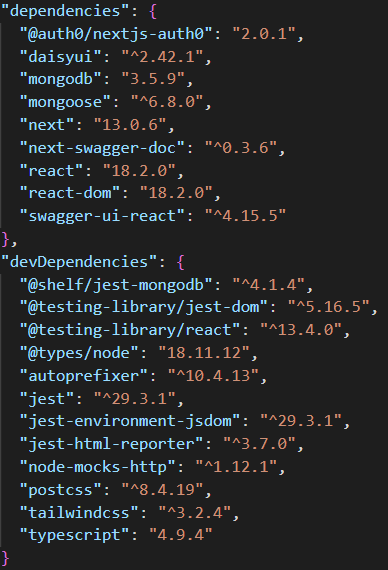 "dependencies": {
"@auth0/nextjs-auth0": "2.0.1",
"daisyui": "^2.42.1",
"mongodb": "3.5.9",
"mongoose": "^6.8.0",
"next": "13.0.6",
"next-swagger-doc": "^0.3.6",
"react": "18.2.0",
"react-dom": "18.2.0",
"swagger-ui-react": "^4.15.5"
},
"devDependencies": {
"@shelf/jest-mongodb": "^4.1.4",
"@testing-library/jest-dom": "^5.16.5",
"@testing-library/react": "^13.4.0",
"@types/node": "18.11.12",
"autoprefixer": "^10.4.13",
"jest": "^29.3.1",
"jest-environment-jsdom": "^29.3.1",
"jest-html-reporter": "^3.7.0",
"node-mocks-http": "^1.12.1",
"postcss": "^8.4.19",
"tailwindcss": "^3.2.4",
"typescript": "4.9.4"
}